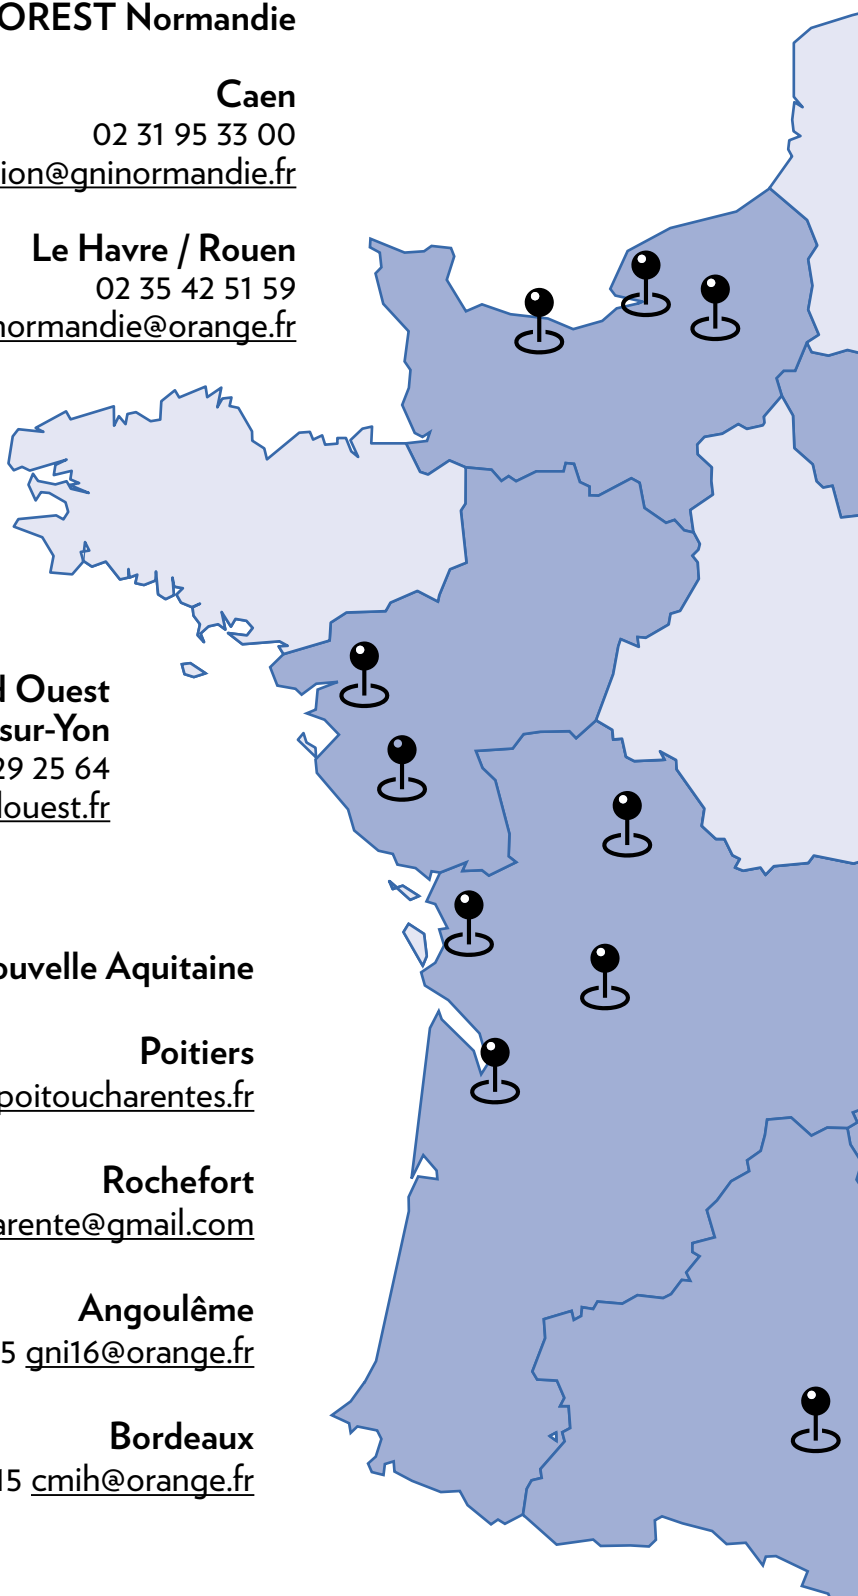 OREST Normandie
Caen
02 31 95 33 00
ion@gninormandie.fr
Le Havre / Rouen
02 35 42 51 59
normandie@orange.fr
d Ouest
sur-Yon
29 25 64
louest.fr
ouvelle Aquitaine
Poitiers
poitoucharentes.fr
Rochefort
arente@gmail.com
Angoulême
5 gni16@orange.fr
Bordeaux
15 cmih@orange.fr